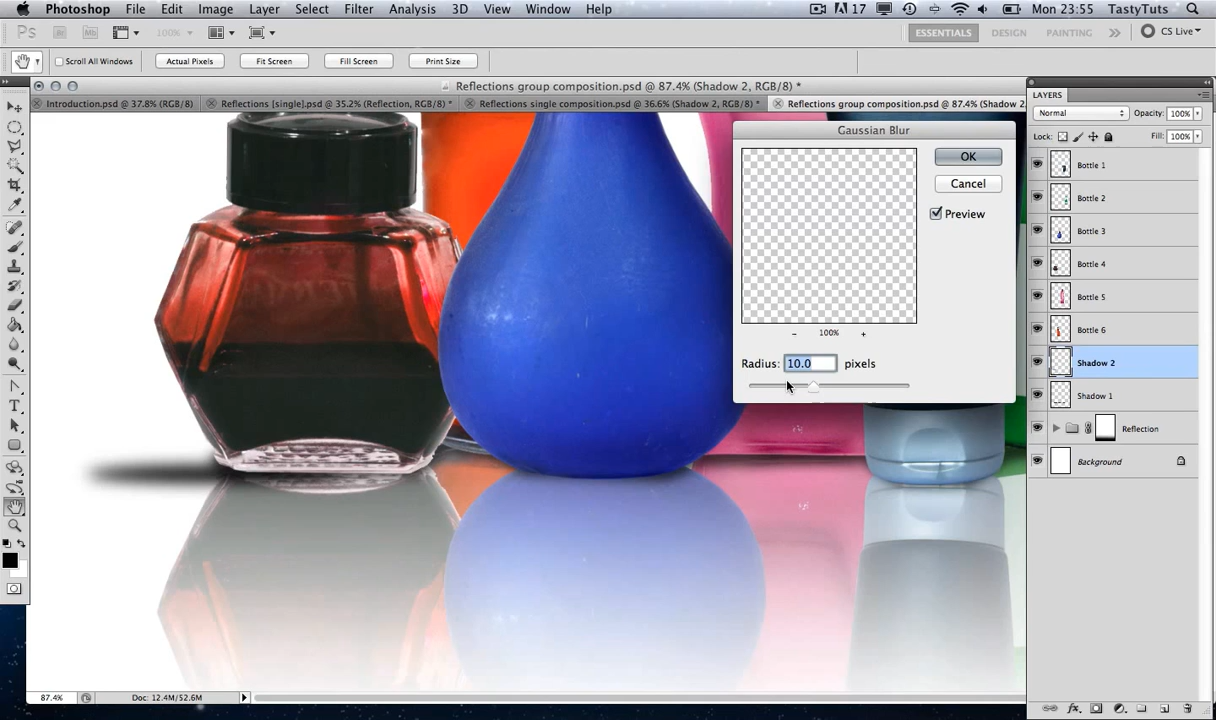 Photoshop File Edit Image Layer Select Filter Analysis 3D View Window Help 17 Mon 23:55 TastyTuts
Ps Br Mb 100% ESSENTIALS DESIGN PAINTING CS Live
Scroll All Windows Actual Pixels Fit Screen Fill Screen Print Size
Reflections group composition.psd @ 87.4% (Shadow 2, RGB/8) *
Introduction.psd @ 37.8% (RGB/8) Reflections [single].psd @ 35.2% (Reflection, RGB/8) * Reflections single composition.psd @ 36.6% (Shadow 2, RGB/8) * Reflections group composition.psd @ 87.4% (Shadow 2,
Gaussian Blur
OK
Cancel
Preview
100%
Radius: 10.0 pixels
LAYERS
Normal Opacity: 100%
Lock: Fill: 100%
Bottle 1
Bottle 2
Bottle 3
Bottle 4
Bottle 5
Bottle 6
Shadow 2
Shadow 1
Reflection
Background
87.4% Doc: 12.4M/52.6M